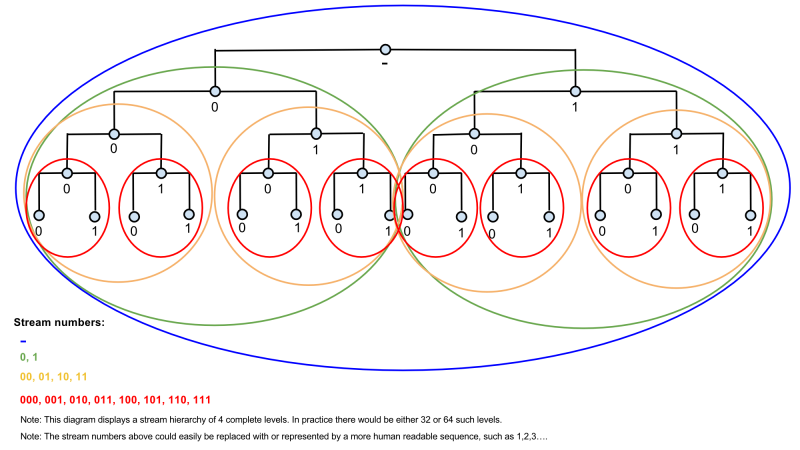 -
0 1
0 1 0 1
0 1 0 1 0 1 0 1
0 1 0 1 0 1 0 1 0 1 0 1 0 1 0 1
Stream numbers:
-
0, 1
00, 01, 10, 11
000, 001, 010, 011, 100, 101, 110, 111
Note: This diagram displays a stream hierarchy of 4 complete levels. In practice there would be either 32 or 64 such levels.
Note: The stream numbers above could easily be replaced with or represented by a more human readable sequence, such as 1,2,3....